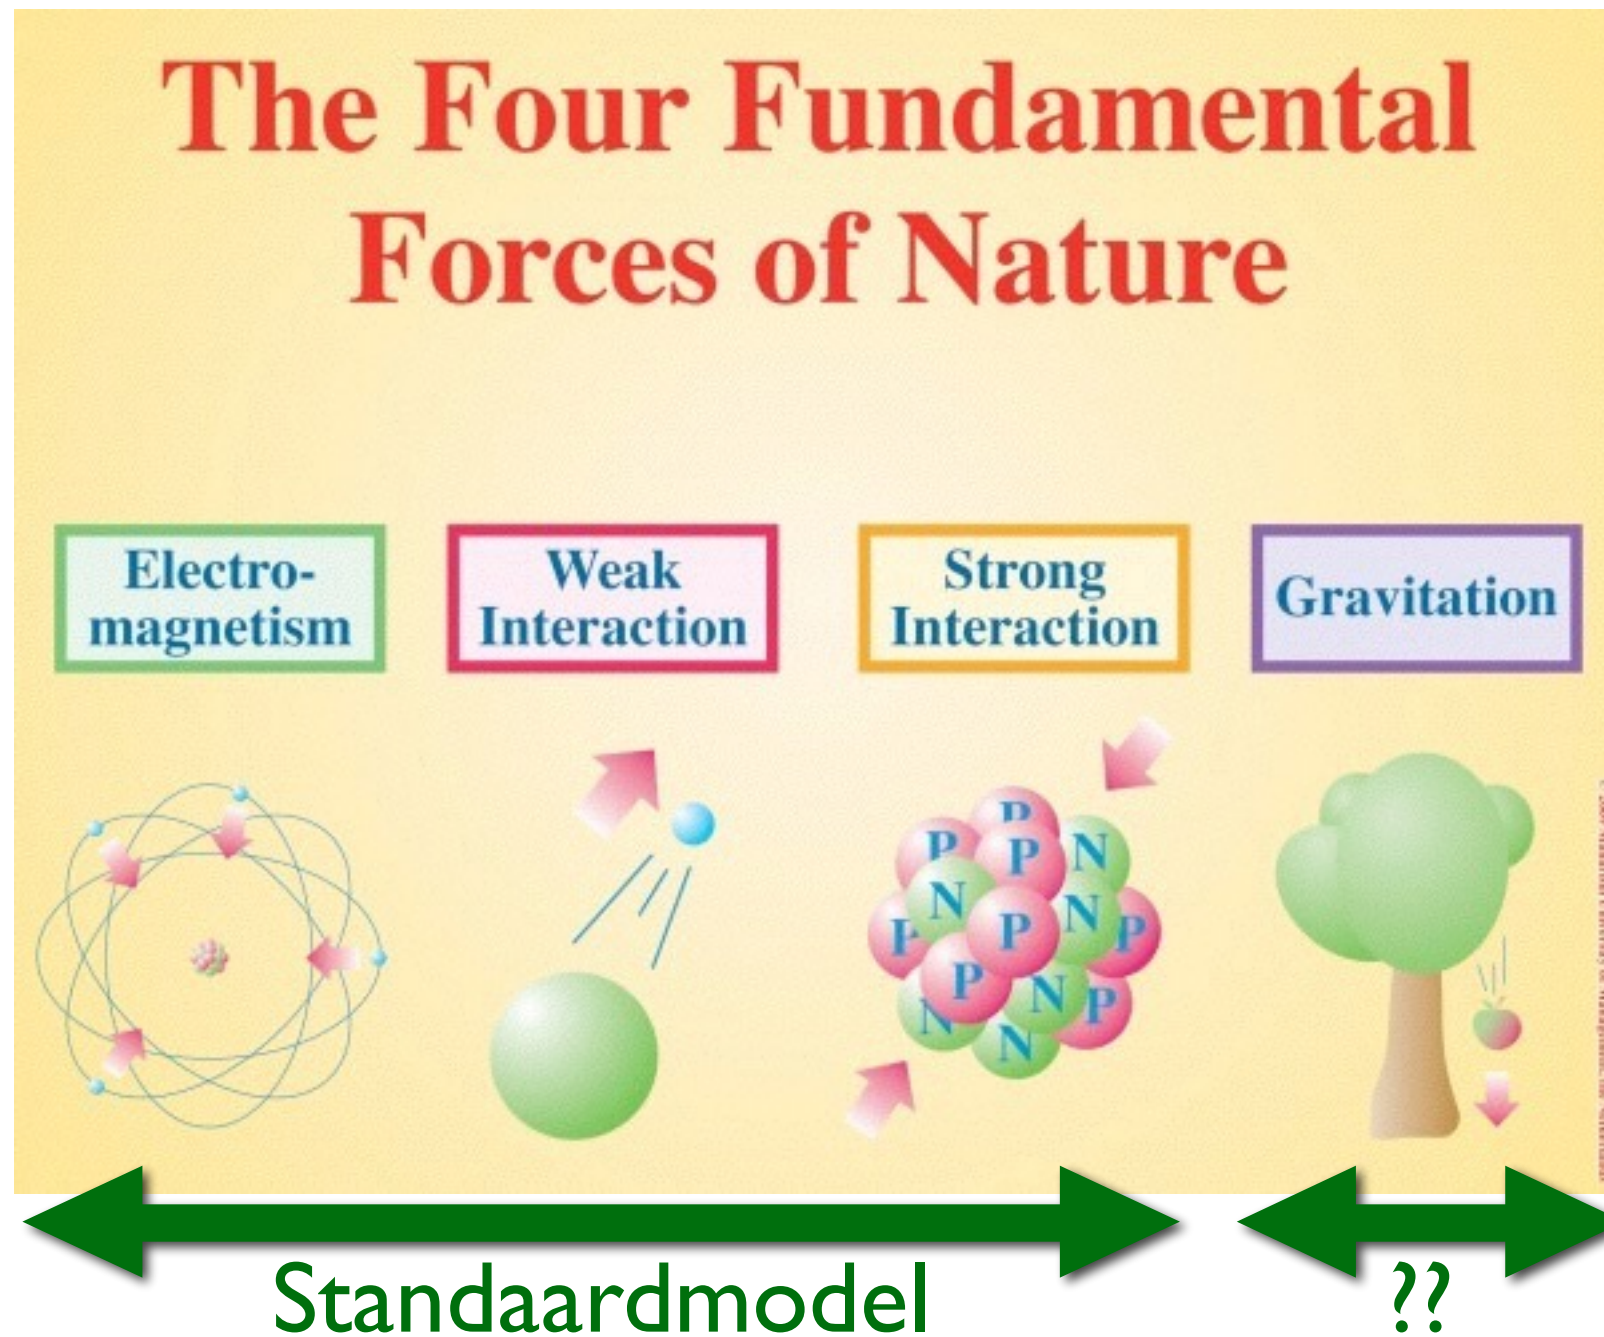 The Four Fundamental
Forces of Nature
Electro-
magnetism
Weak
Interaction
Strong
Interaction
Gravitation
P
P
P
N
N
N
P
P
P
P
N
P
N
N
Standaardmodel
??